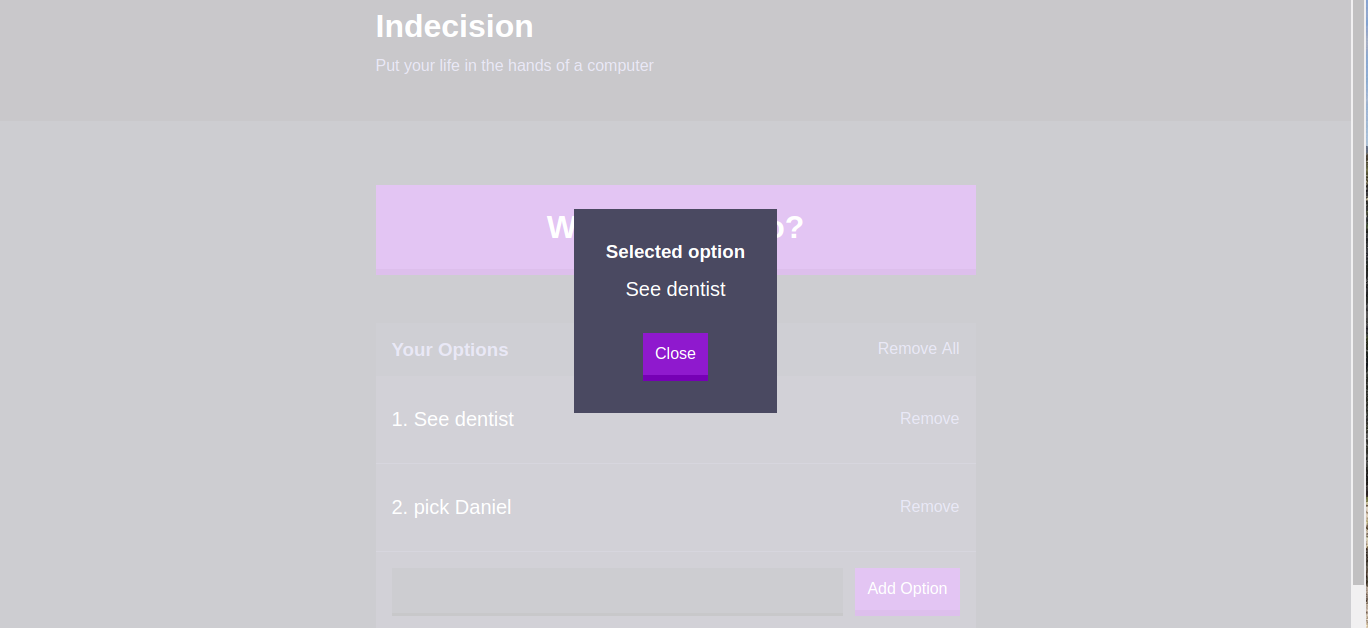 Indecision
Put your life in the hands of a computer
Selected option
See dentist
Close
Your Options
Remove All
1. See dentist
Remove
2. pick Daniel
Remove
Add Option